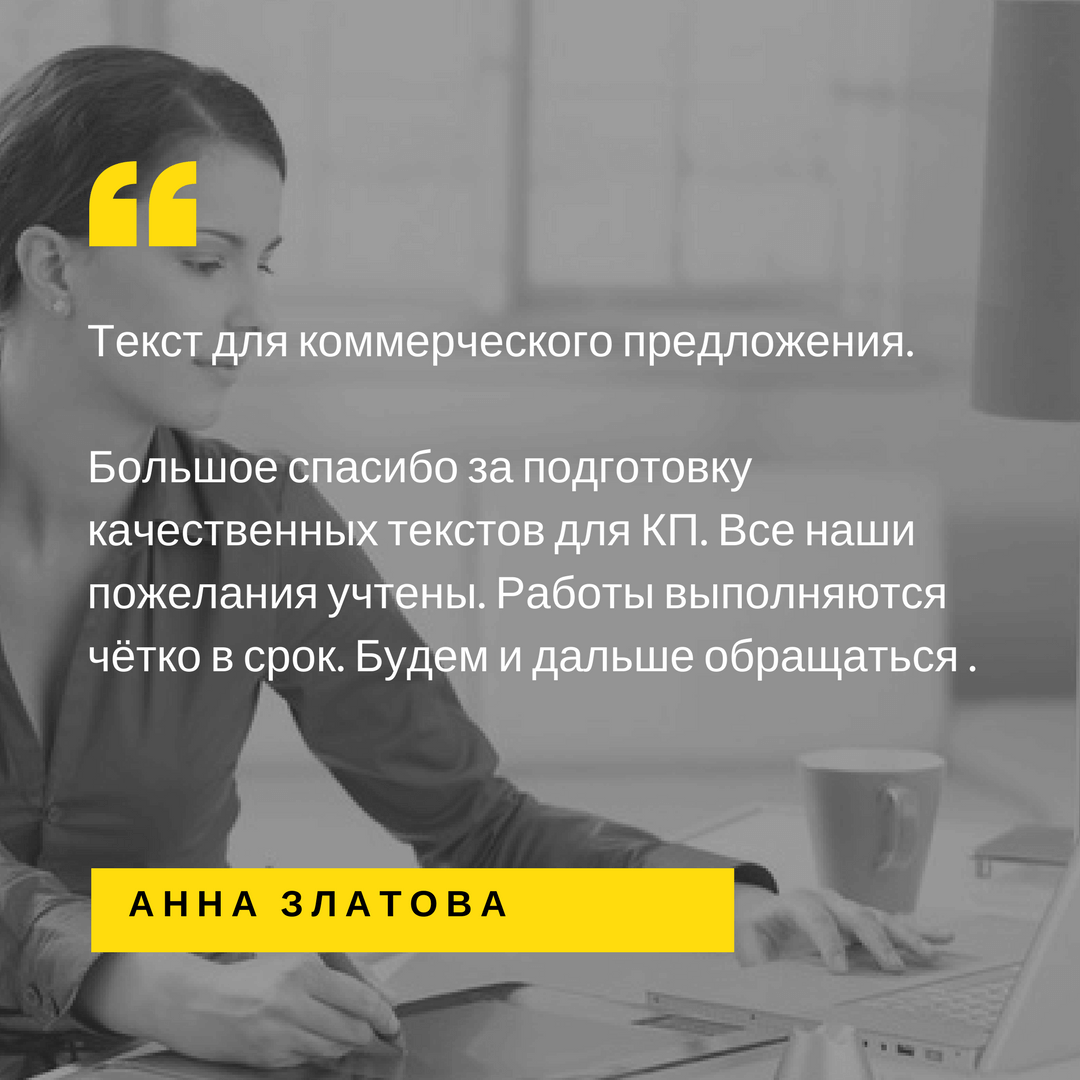 “
Текст для коммерческого предложения.
Большое спасибо за подготовку
качественных текстов для КП. Все наши
пожелания учтены. Работы выполняются
чётко в срок. Будем и дальше обращаться .
АННА ЗЛАТОВА